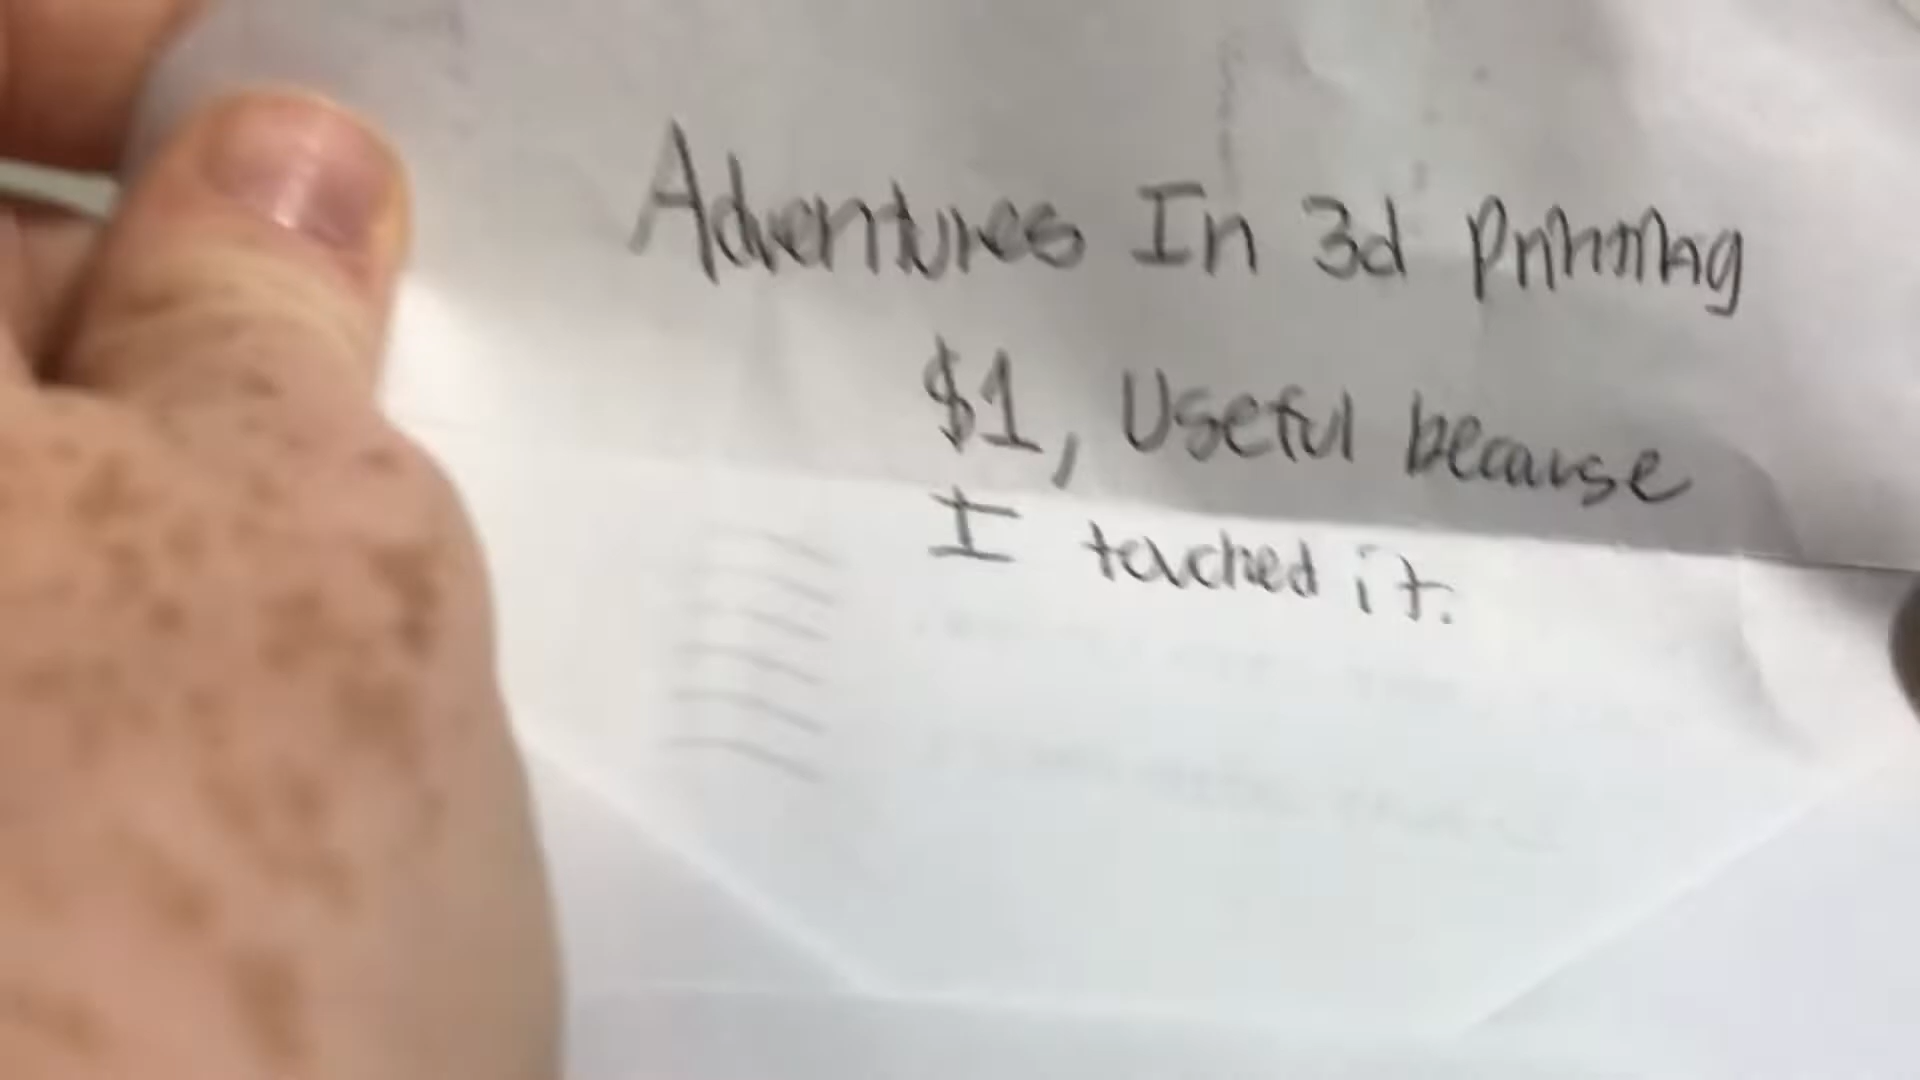 Adventures In 3d Printing
$1, Useful because
I touched it.